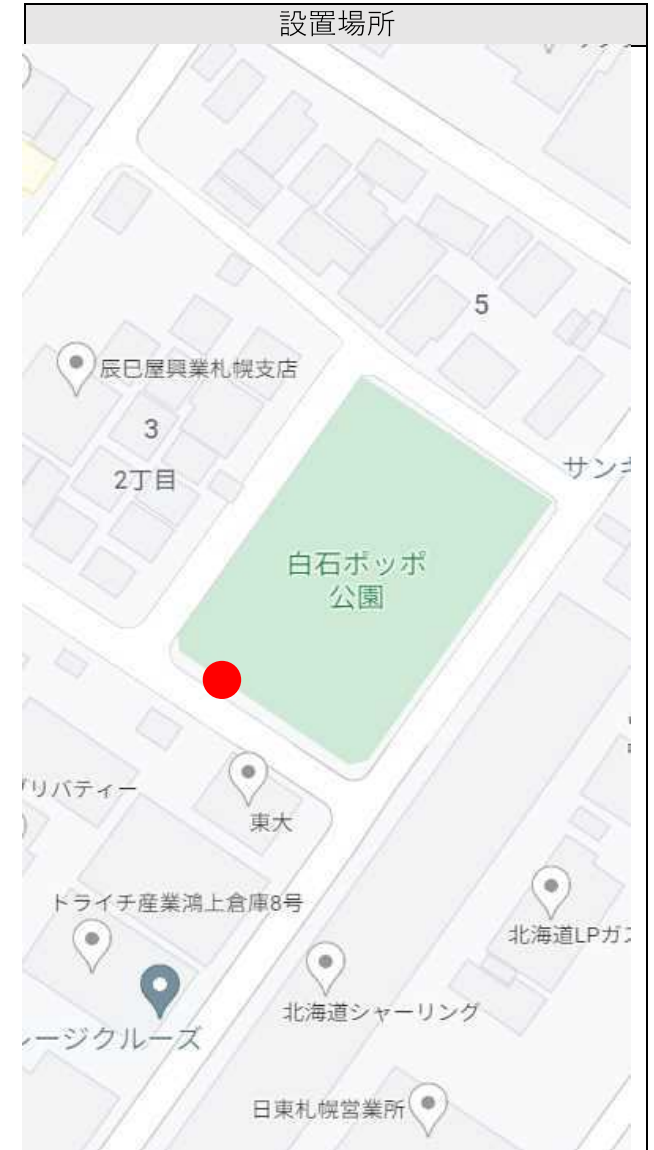 設置場所
5
辰巳屋興業札幌支店
3
2丁目
サンキ
白石ポッポ
公園
リバティー
東大
トライチ産業鴻上倉庫8号
北海道LPガス
北海道シャーリング
ージクルーズ
日東札幌営業所